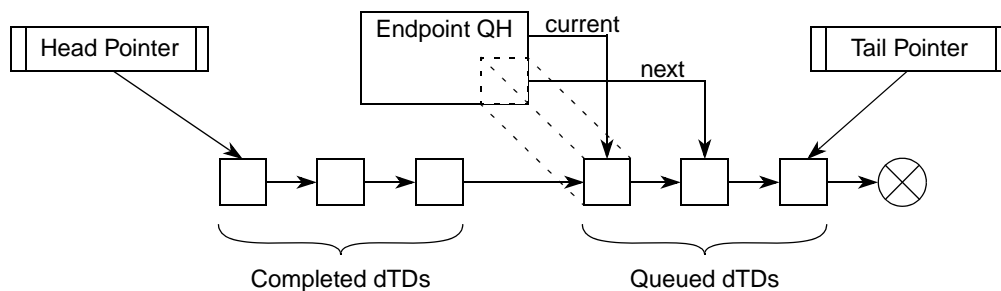 Head Pointer
Endpoint QH
current
next
Tail Pointer
Completed dTDs
Queued dTDs